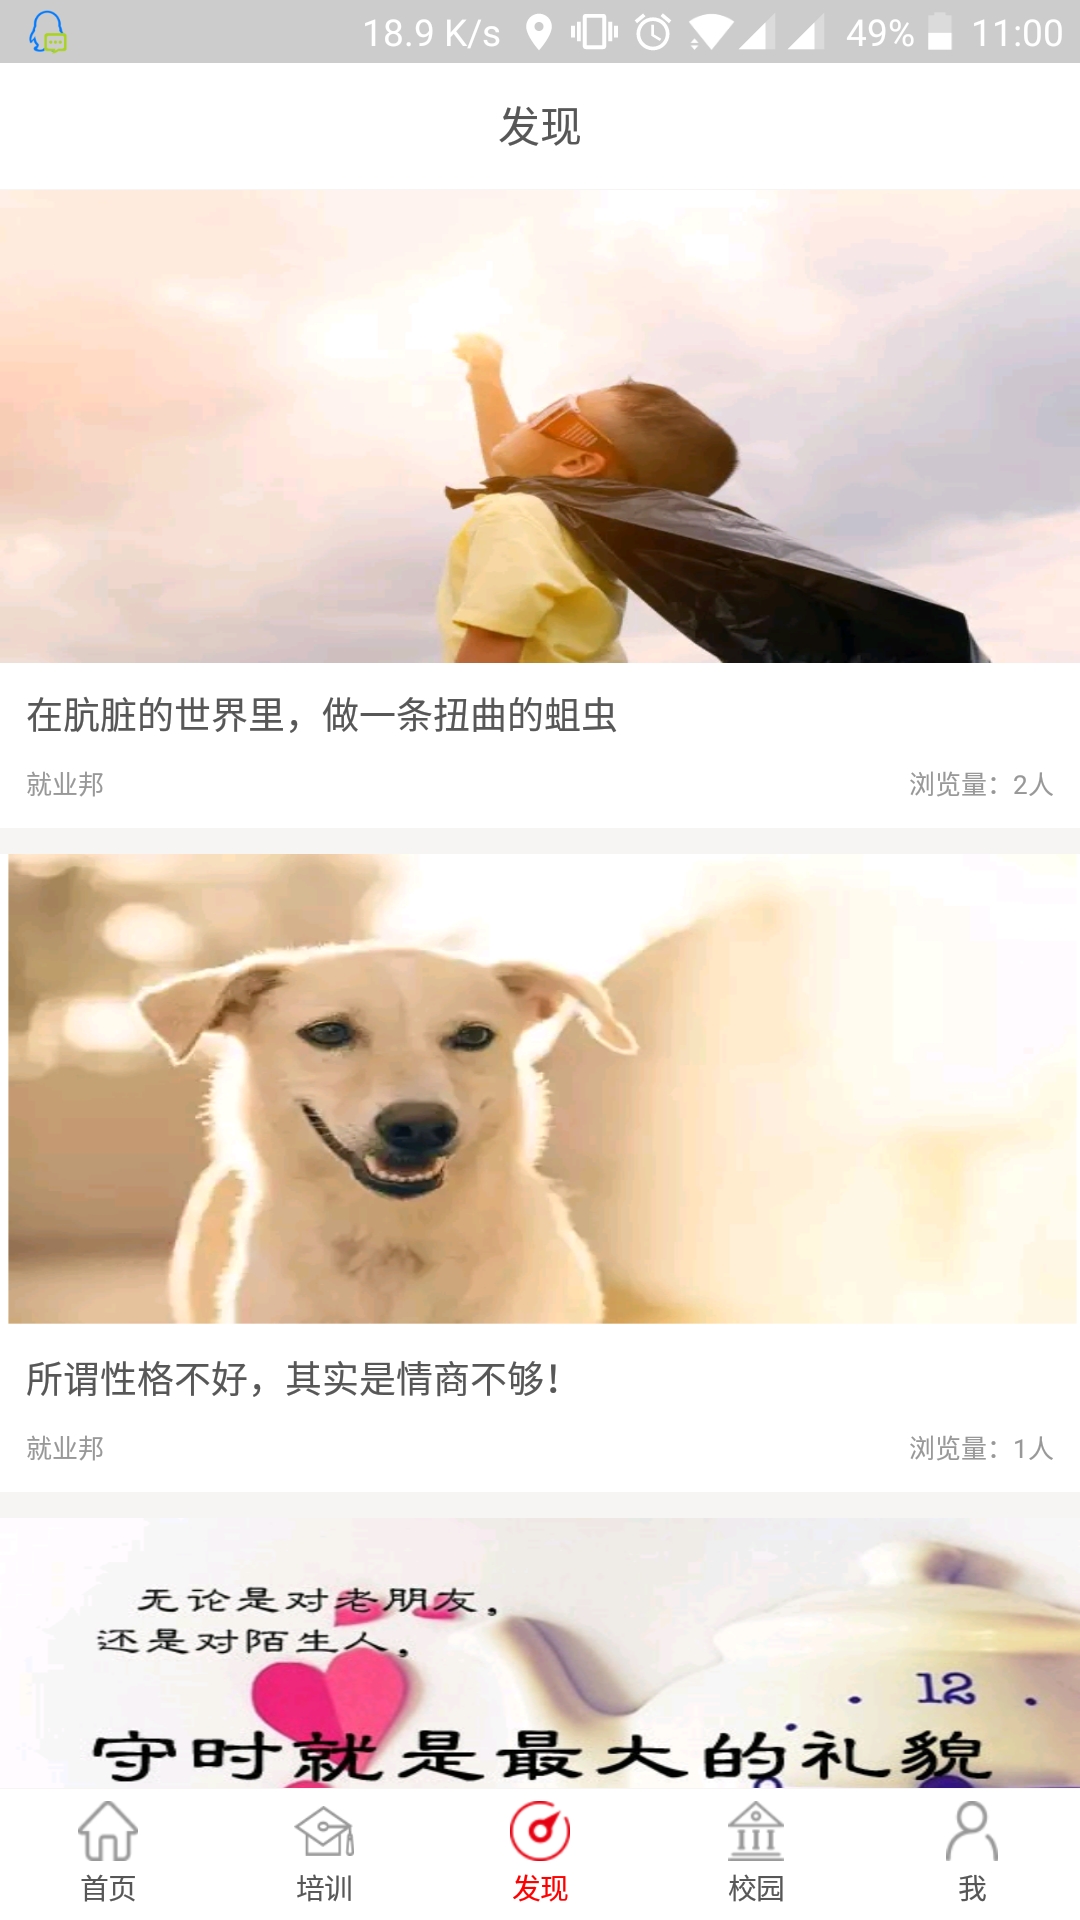 18.9 K/s 49% 11:00
发现
在肮脏的世界里，做一条扭曲的蛆虫
就业邦 浏览量：2人
所谓性格不好，其实是情商不够！
就业邦 浏览量：1人
无论是对老朋友，
还是对陌生人，
12
守时就是最大的礼貌
首页 培训 发现 校园 我